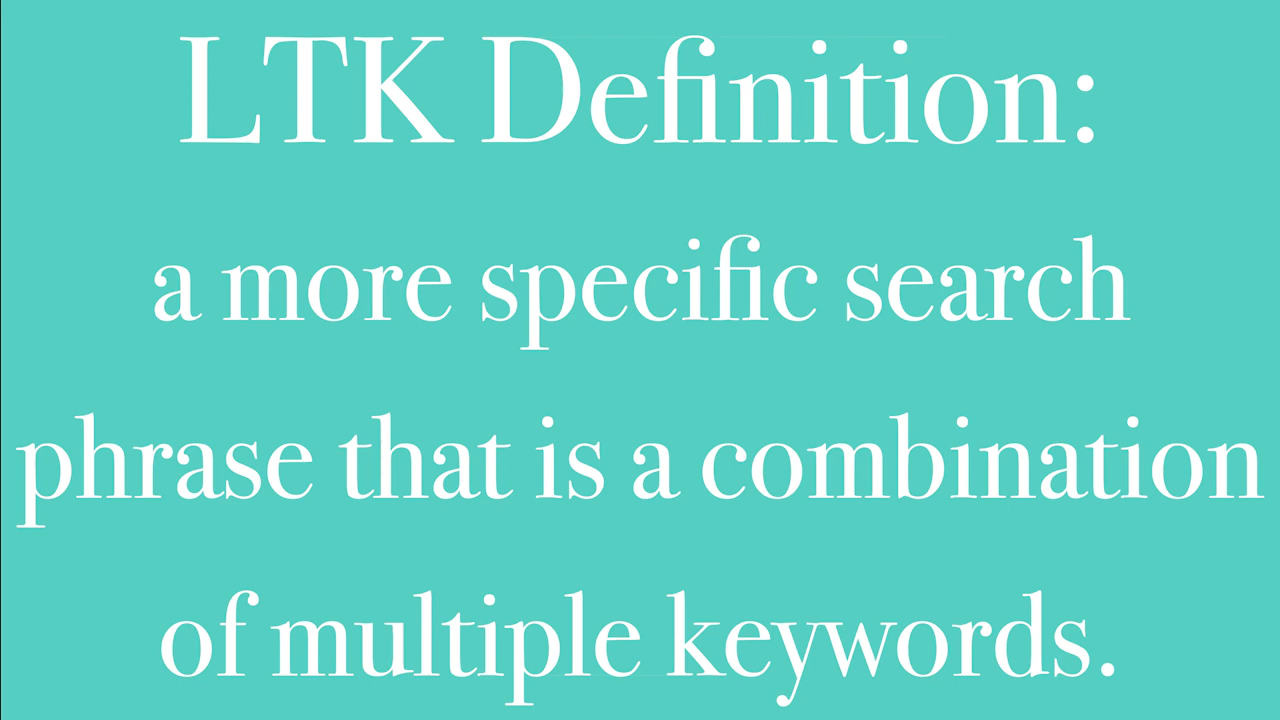 LTK Definition:
a more specific search
phrase that is a combination
of multiple keywords.